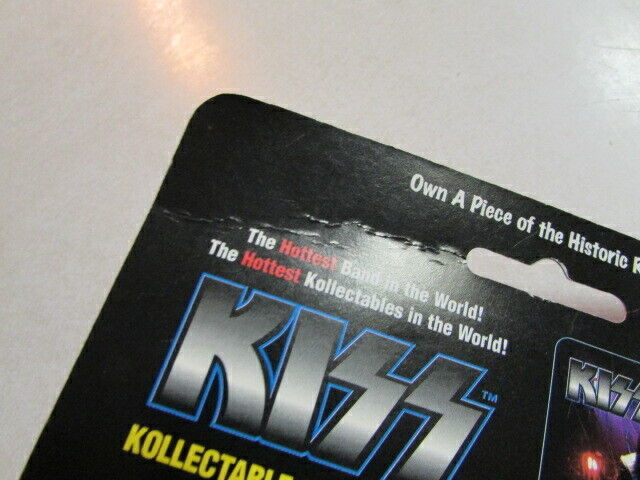 Own A Piece of the Historic
The Hottest Band in the World!
The Hottest Kollectables in the World!
KISS™
KOLLECTABLE
KISS